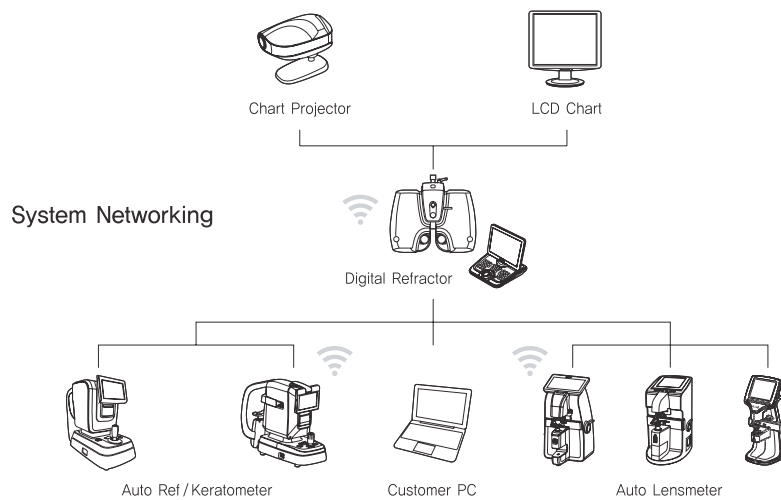 Chart Projector
LCD Chart
System Networking
Digital Refractor
Auto Ref / Keratometer
Customer PC
Auto Lensmeter